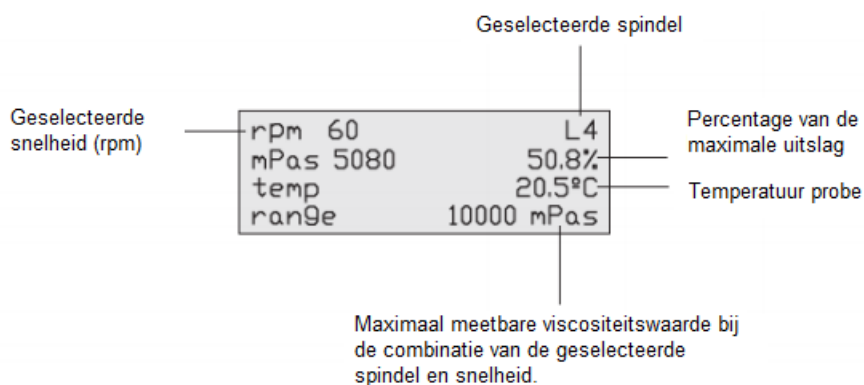 Geselecteerde spindel
Geselecteerde
snelheid (rpm)
rpm 60 L4
mPas 5080 50.8%
temp 20.5ºC
range 10000 mPas
Percentage van de
maximale uitslag
Temperatuur probe
Maximaal meetbare viscositeitswaarde bij
de combinatie van de geselecteerde
spindel en snelheid.